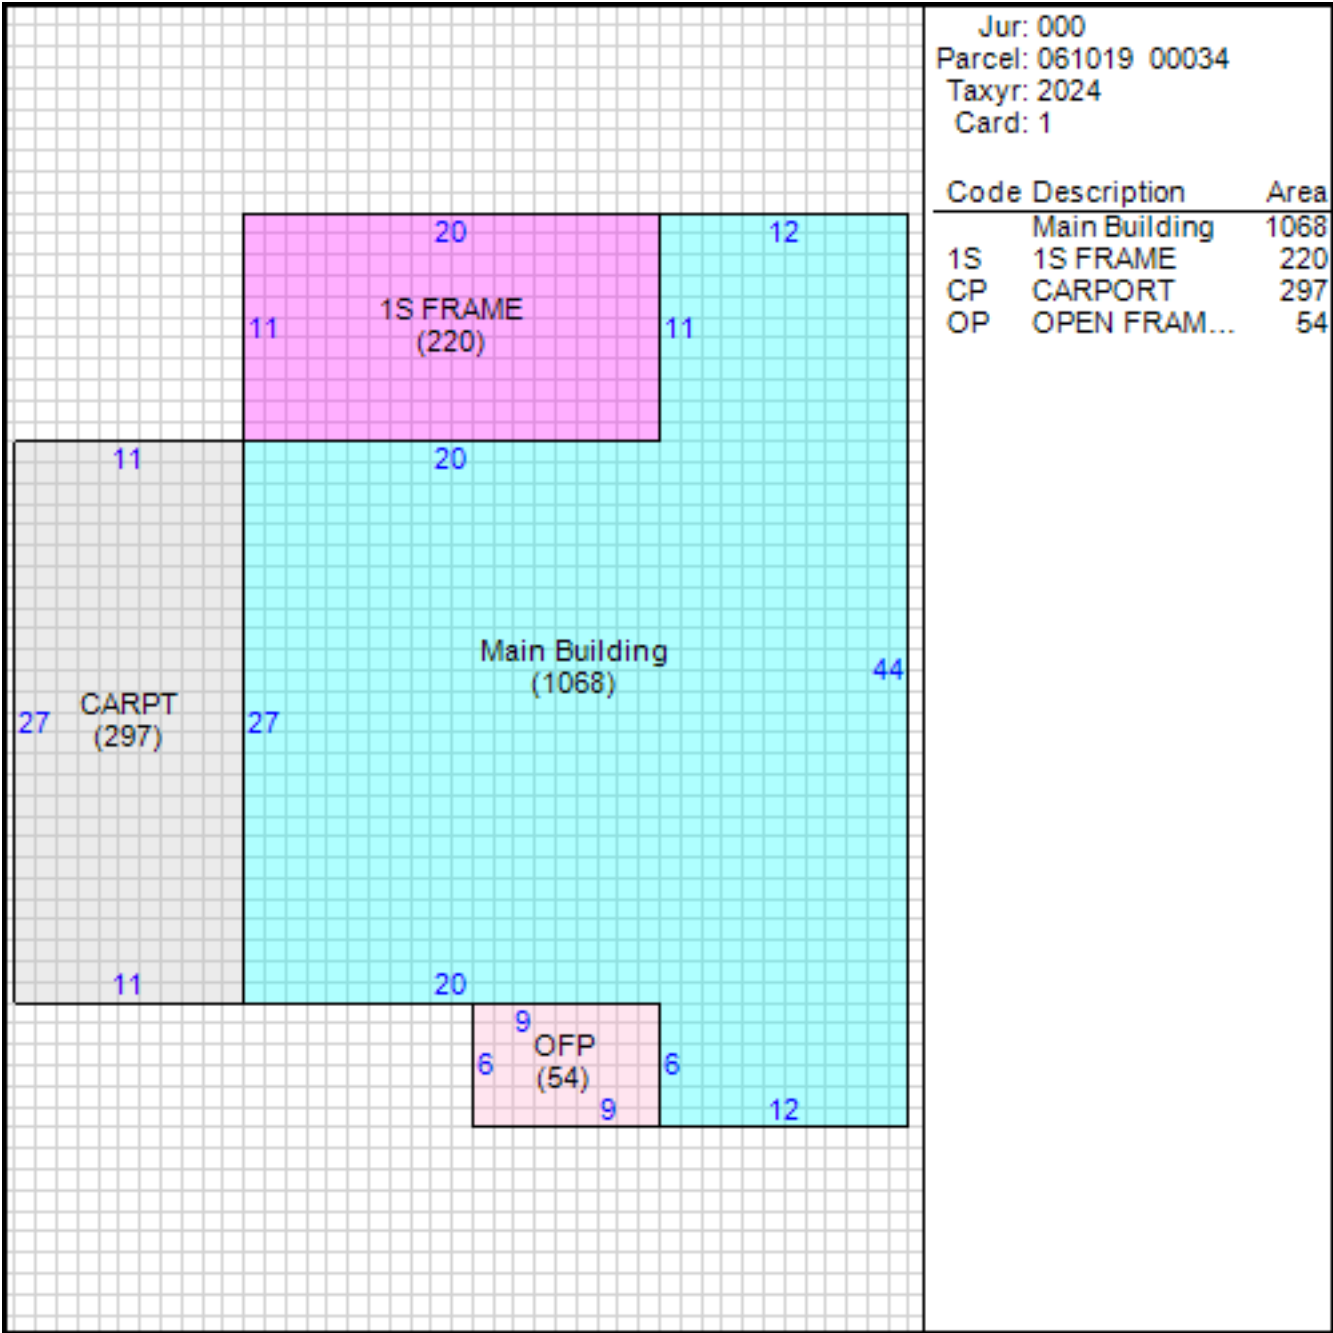 Jur: 000
Parcel: 061019 00034
Taxyr: 2024
Card: 1
Code Description Area
Main Building 1068
1S 1S FRAME 220
CP CARPORT 297
OP OPEN FRAM... 54
20
12
1S FRAME
(220)
11
11
11
20
Main Building
(1068)
44
CARPT
(297)
27
27
11
20
9
OFP
(54)
6
6
9
12